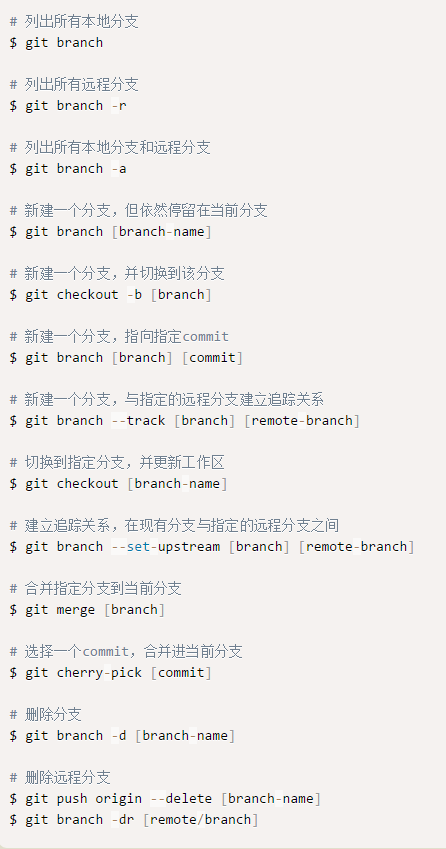 # 列出所有本地分支
$ git branch
# 列出所有远程分支
$ git branch -r
# 列出所有本地分支和远程分支
$ git branch -a
# 新建一个分支，但依然停留在当前分支
$ git branch [branch-name]
# 新建一个分支，并切换到该分支
$ git checkout -b [branch]
# 新建一个分支，指向指定commit
$ git branch [branch] [commit]
# 新建一个分支，与指定的远程分支建立追踪关系
$ git branch --track [branch] [remote-branch]
# 切换到指定分支，并更新工作区
$ git checkout [branch-name]
# 建立追踪关系，在现有分支与指定的远程分支之间
$ git branch --set-upstream [branch] [remote-branch]
# 合并指定分支到当前分支
$ git merge [branch]
# 选择一个commit，合并进当前分支
$ git cherry-pick [commit]
# 删除分支
$ git branch -d [branch-name]
# 删除远程分支
$ git push origin --delete [branch-name]
$ git branch -dr [remote/branch]